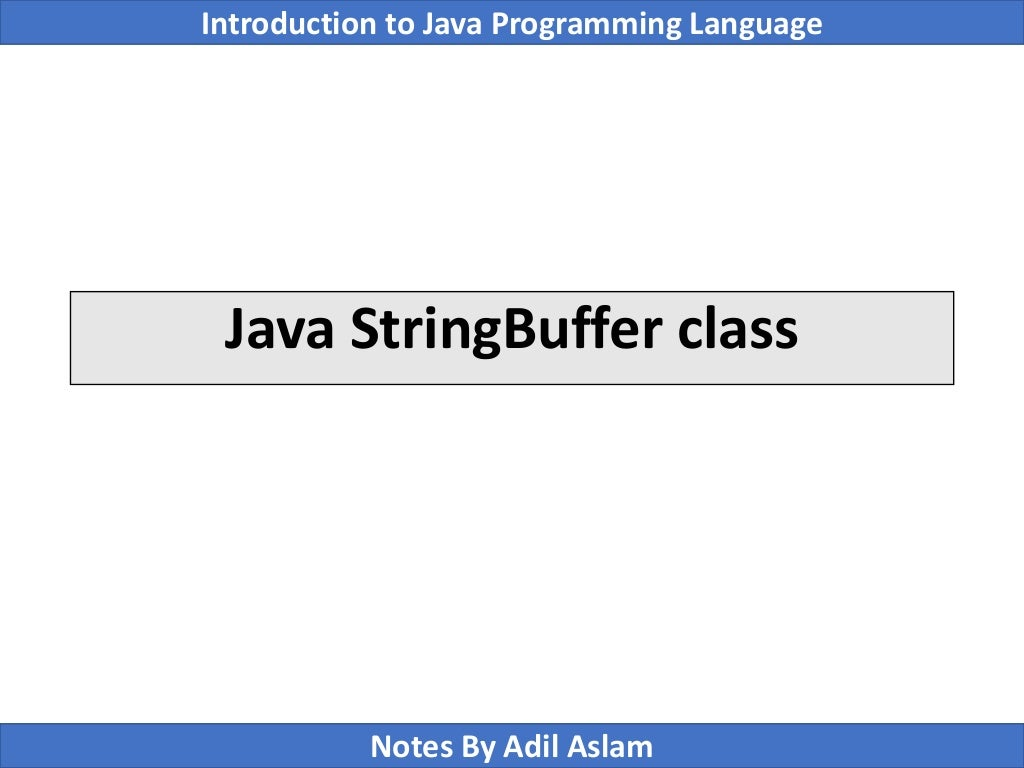 Introduction to Java Programming Language
Java StringBuffer class
Notes By Adil Aslam